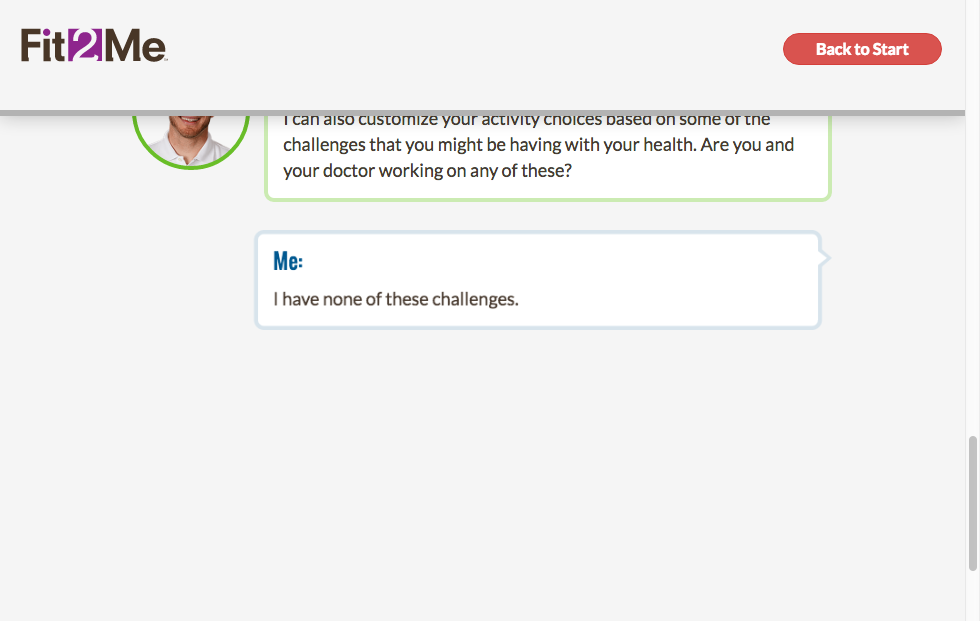 Fit2Me
Back to Start
I can also customize your activity choices based on some of the
challenges that you might be having with your health. Are you and
your doctor working on any of these?
Me:
I have none of these challenges.